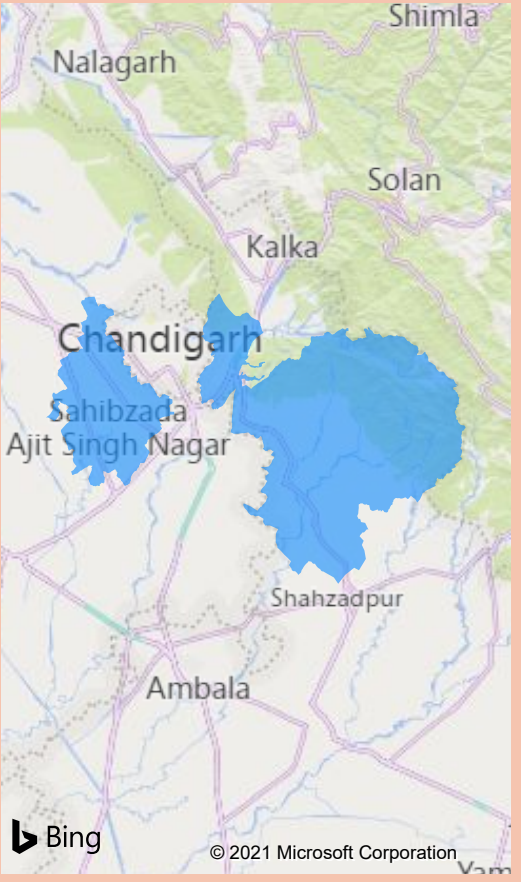 Shimla
Nalagarh
Solan
Kalka
Chandigarh
Sahibzada
Ajit Singh Nagar
Shahzadpur
Ambala
Bing
© 2021 Microsoft Corporation